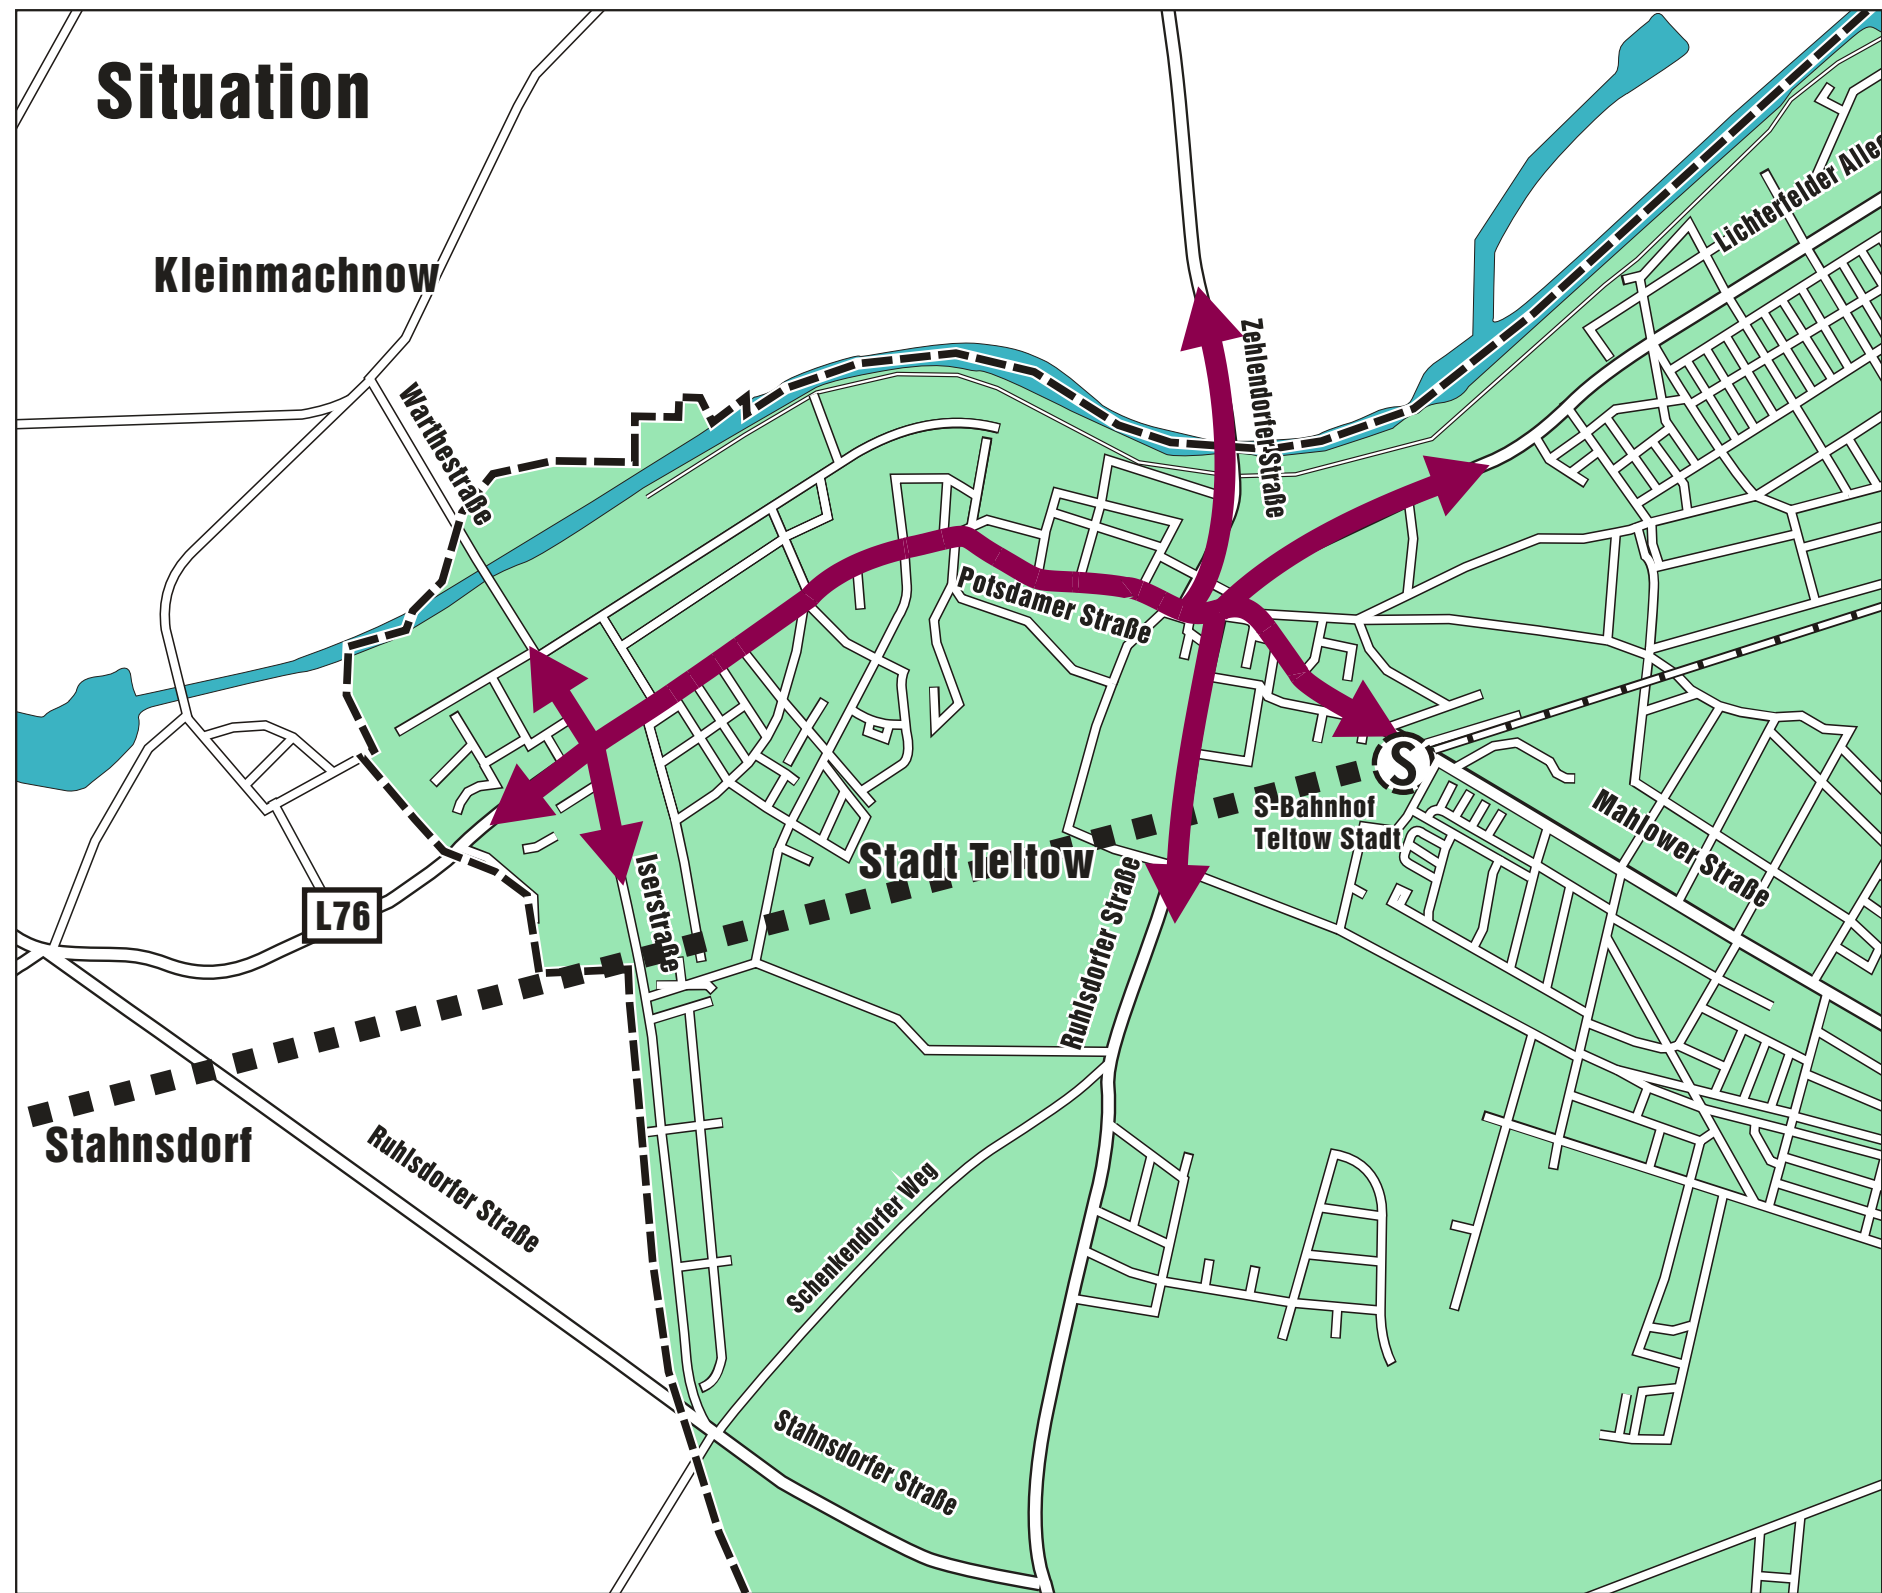 Situation
Lichterfelder Allee
Kleinmachnow
Warthestraße
Zehlendorfer Straße
Potsdamer Straße
S
S-Bahnhof
Teltow Stadt
Mahlower Straße
Stadt Teltow
Iserstraße
L76
Ruhlsdorfer Straße
Stahnsdorf
Ruhlsdorfer Straße
Schenkendorfer Weg
Stahnsdorfer Straße